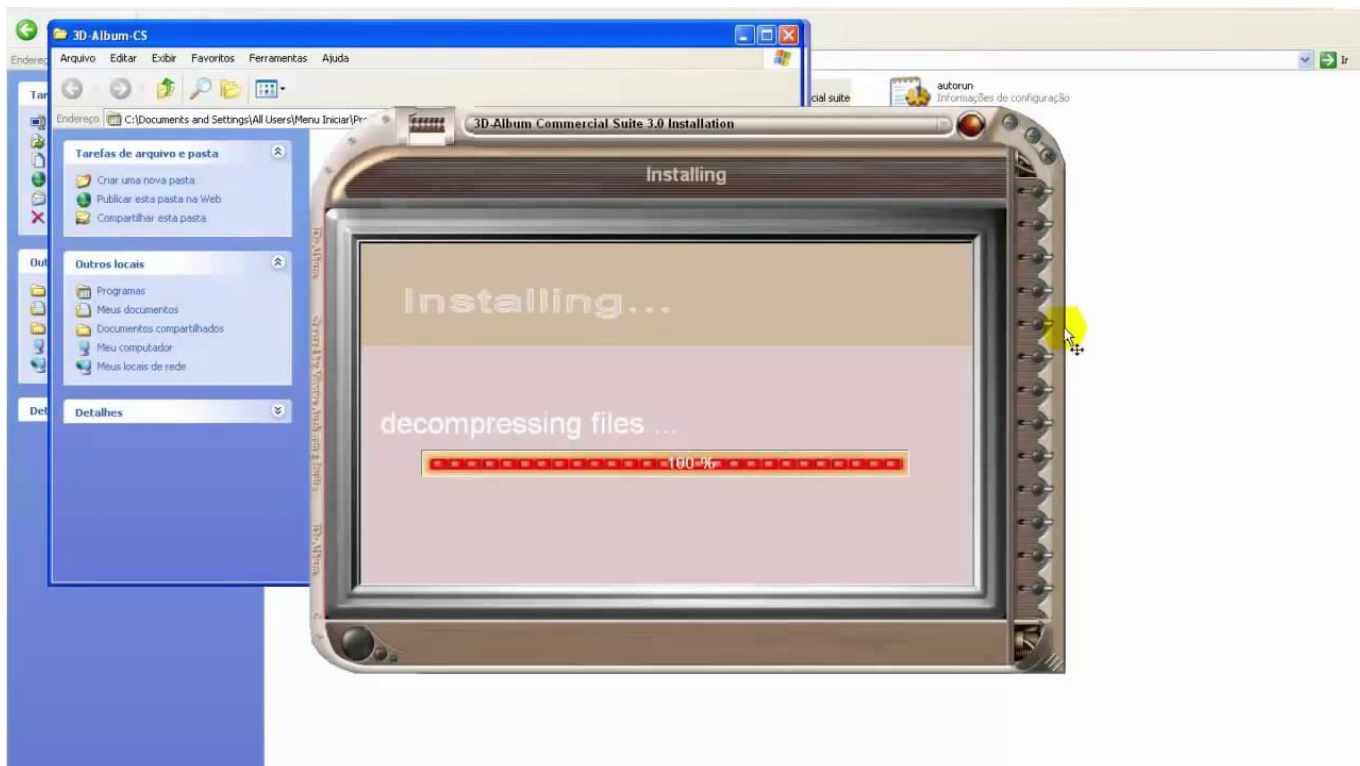 3D-Album-CS
Arquivo Editar Exibir Favoritos Ferramentas Ajuda
Ir
Endereço C:\Documents and Settings\All Users\Menu Iniciar\Pr
cial suite
autorun
Informações de configuração
3D-Album Commercial Suite 3.0 Installation
Installing
Tarefas de arquivo e pasta
Criar uma nova pasta
Publicar esta pasta na Web
Compartilhar esta pasta
Outros locais
Programas
Meus documentos
Documentos compartilhados
Meu computador
Meus locais de rede
Detalhes
Installing...
decompressing files ...
100 %